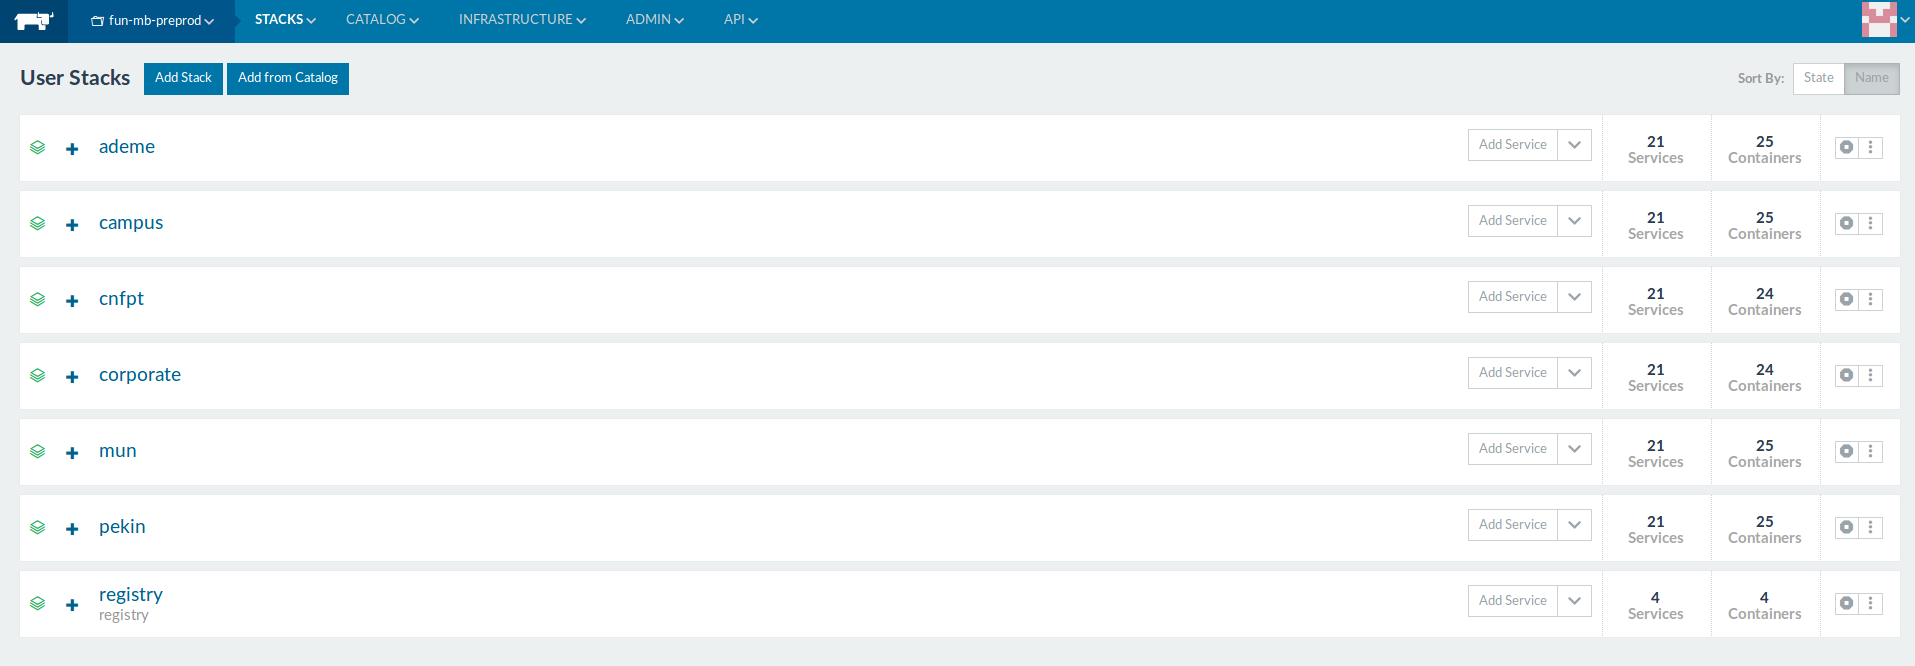 fun-mb-preprod STACKS CATALOG INFRASTRUCTURE ADMIN API
User Stacks Add Stack Add from Catalog Sort By: State Name
ademe Add Service 21 Services 25 Containers
campus Add Service 21 Services 25 Containers
cnfpt Add Service 21 Services 24 Containers
corporate Add Service 21 Services 24 Containers
mun Add Service 21 Services 25 Containers
pekin Add Service 21 Services 25 Containers
registry Add Service 4 Services 4 Containers
registry